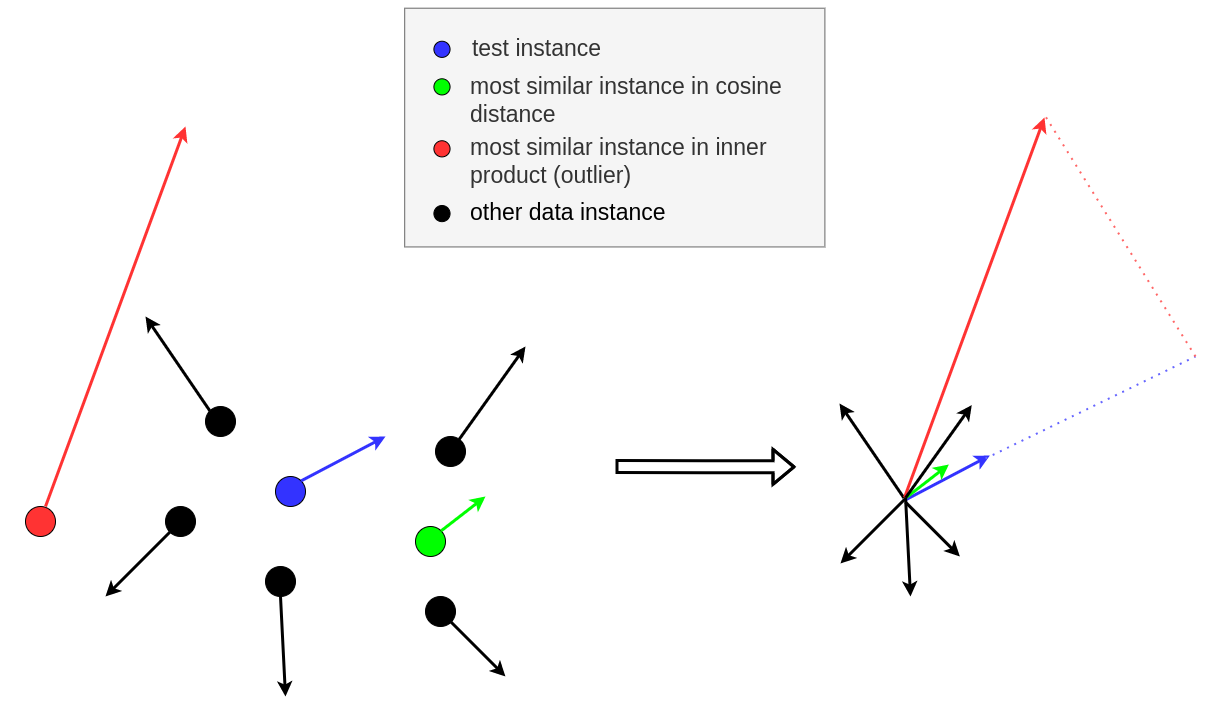 test instance
most similar instance in cosine
distance
most similar instance in inner
product (outlier)
other data instance